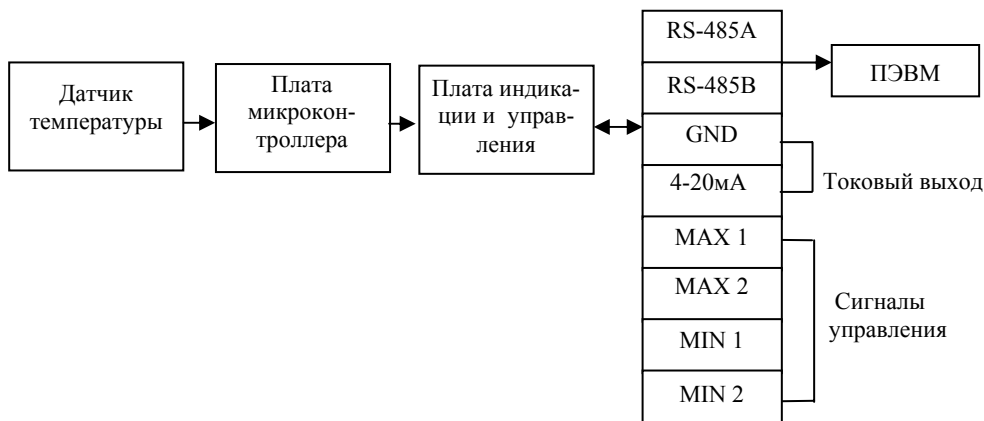 Датчик
температуры
Плата
микрокон-
троллера
Плата индика-
ции и управ-
ления
RS-485A
RS-485B
GND
4-20мА
MAX 1
MAX 2
MIN 1
MIN 2
ПЭВМ
Токовый выход
Сигналы
управления